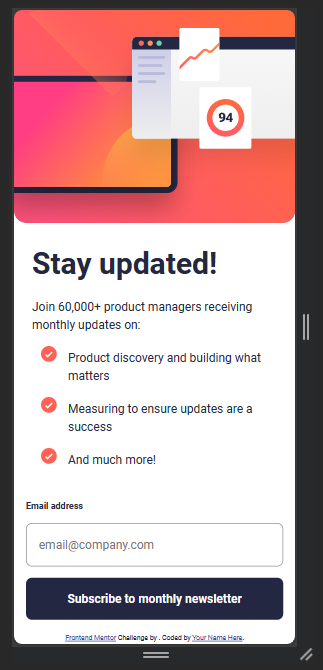 94
Stay updated!
Join 60,000+ product managers receiving
monthly updates on:
Product discovery and building what
matters
Measuring to ensure updates are a
success
And much more!
Email address
email@company.com
Subscribe to monthly newsletter
Frontend Mentor Challenge by . Coded by Your Name Here.